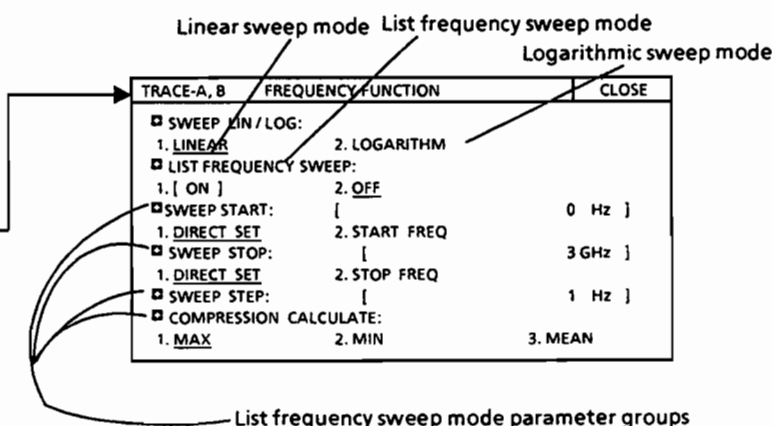 Linear sweep mode List frequency sweep mode
Logarithmic sweep mode
TRACE-A, B FREQUENCY FUNCTION CLOSE
SWEEP LIN / LOG:
1. LINEAR 2. LOGARITHM
LIST FREQUENCY SWEEP:
1. [ ON ] 2. OFF
SWEEP START: [ 0 Hz ]
1. DIRECT SET 2. START FREQ
SWEEP STOP: [ 3 GHz ]
1. DIRECT SET 2. STOP FREQ
SWEEP STEP: [ 1 Hz ]
COMPRESSION CALCULATE:
1. MAX 2. MIN 3. MEAN
List frequency sweep mode parameter groups